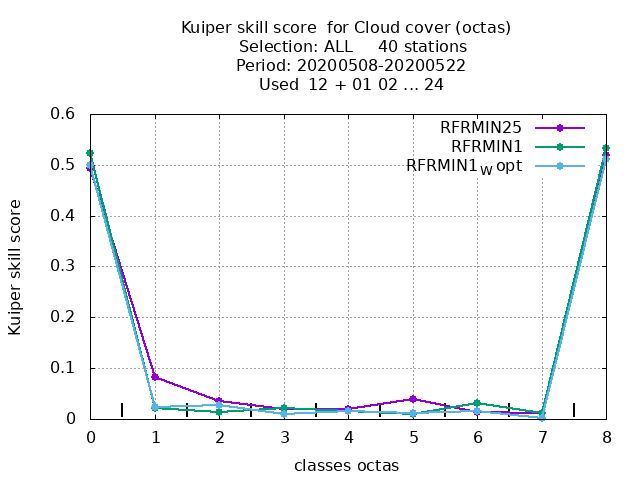 Kuiper skill score  for Cloud cover (octas)
Selection: ALL     40 stations
Period: 20200508-20200522
Used  12 + 01 02 ... 24
RFRMIN25
RFRMIN1
RFRMIN1w opt
Kuiper skill score
0.6
0.5
0.4
0.3
0.2
0.1
0
0 1 2 3 4 5 6 7 8
classes octas